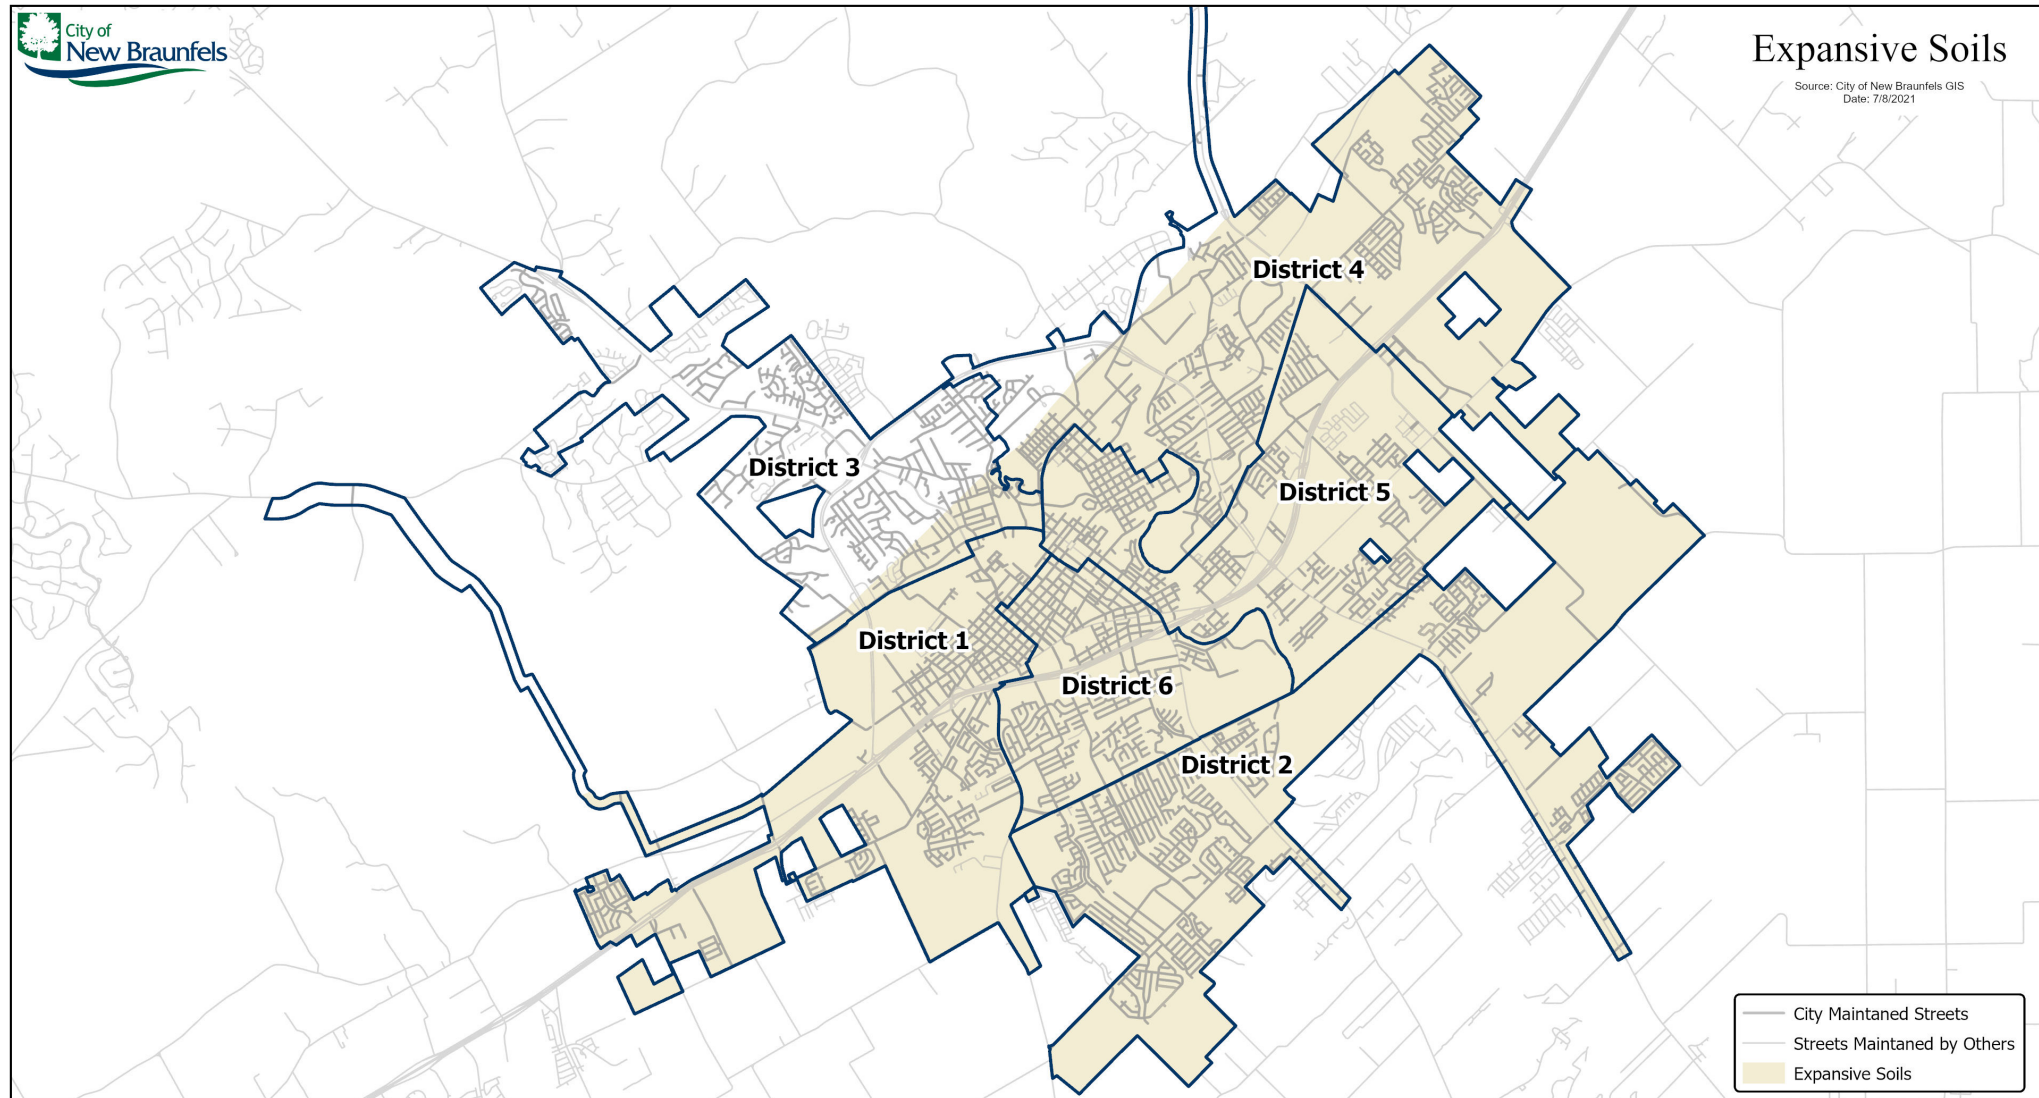 City of
New Braunfels
Expansive Soils
Source: City of New Braunfels GIS
Date: 7/8/2021
District 4
District 3
District 5
District 1
District 6
District 2
City Maintaned Streets
Streets Maintaned by Others
Expansive Soils